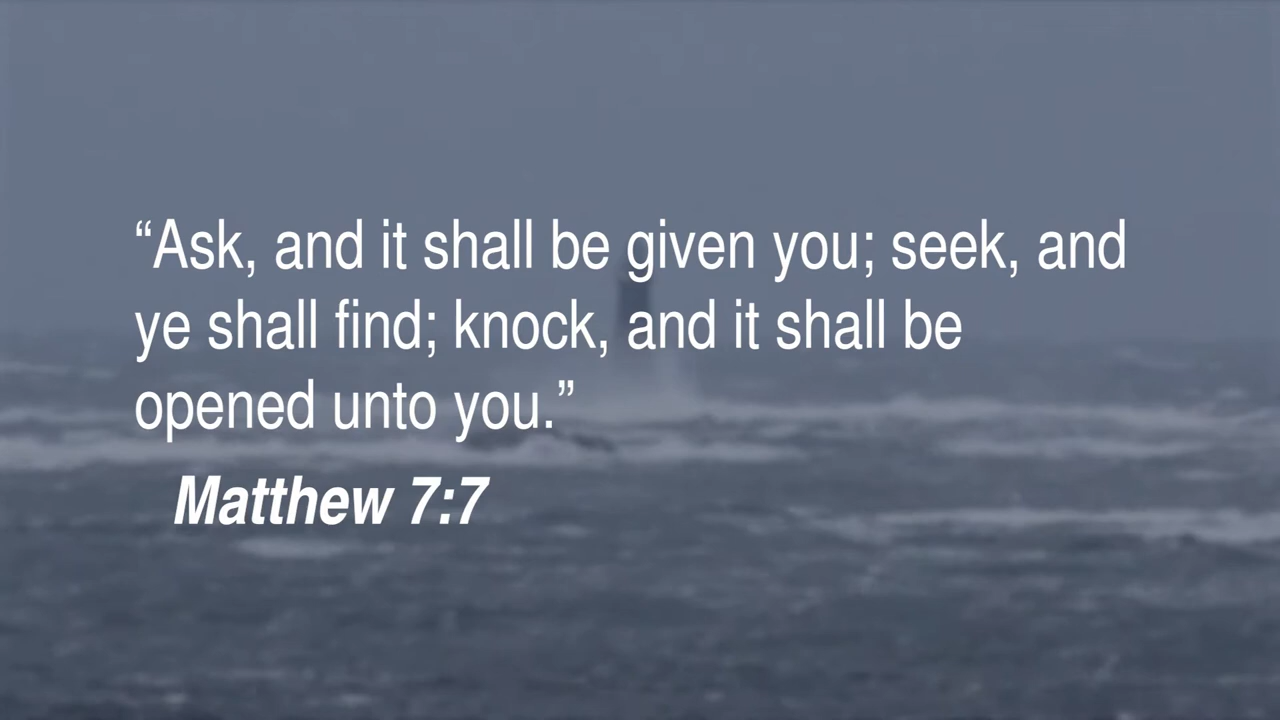 “Ask, and it shall be given you; seek, and
ye shall find; knock, and it shall be
opened unto you.”
Matthew 7:7